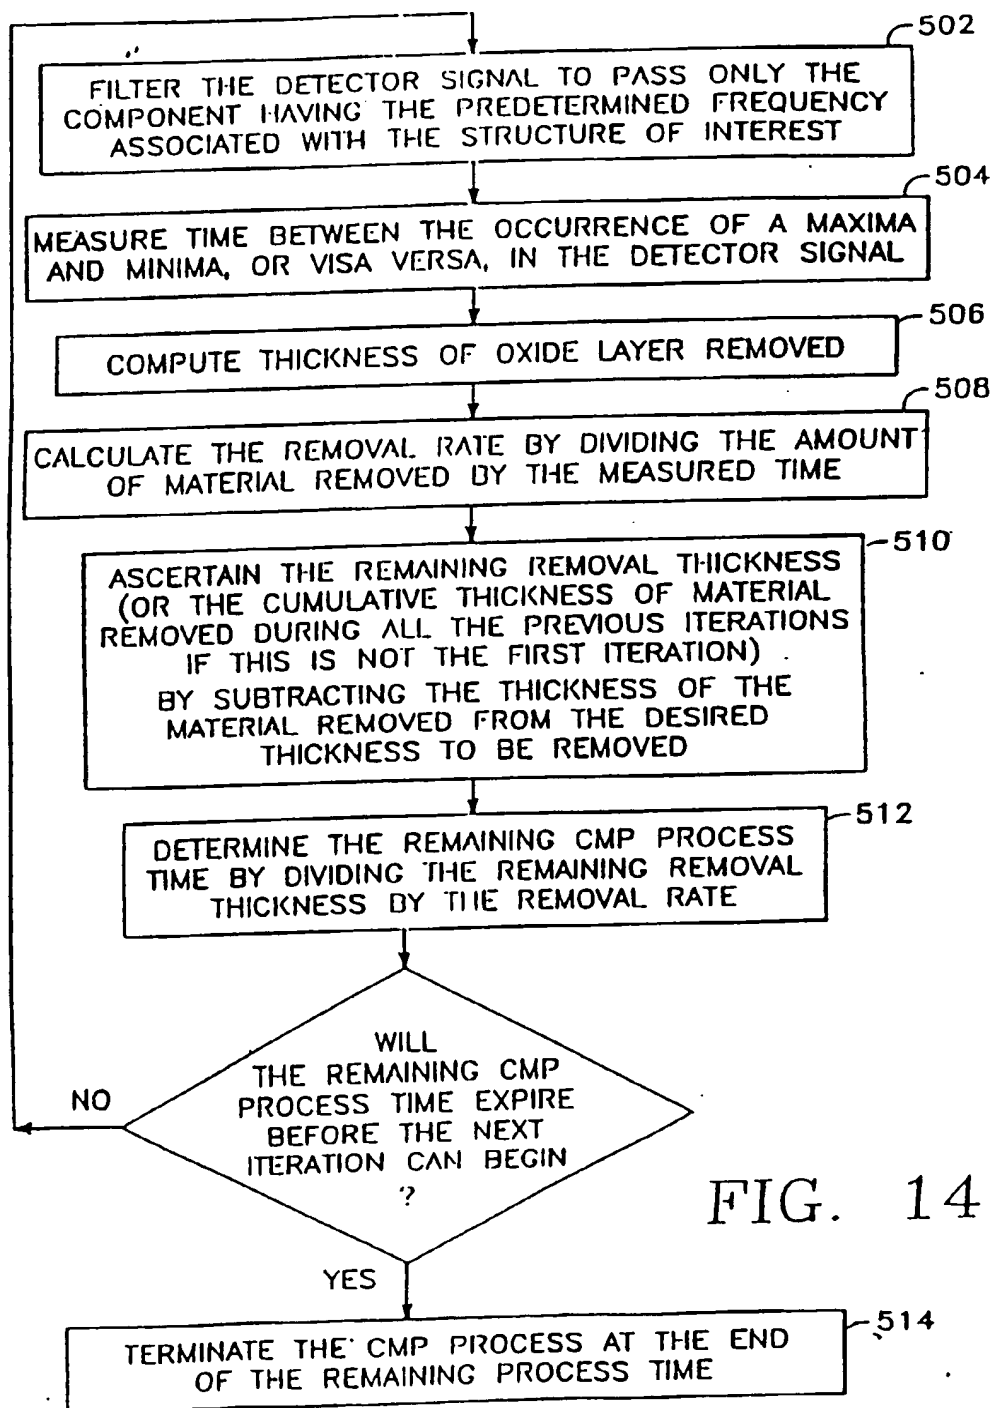 502
FILTER THE DETECTOR SIGNAL TO PASS ONLY THE
COMPONENT HAVING THE PREDETERMINED FREQUENCY
ASSOCIATED WITH THE STRUCTURE OF INTEREST
504
MEASURE TIME BETWEEN THE OCCURRENCE OF A MAXIMA
AND MINIMA, OR VISA VERSA, IN THE DETECTOR SIGNAL
506
COMPUTE THICKNESS OF OXIDE LAYER REMOVED
508
CALCULATE THE REMOVAL RATE BY DIVIDING THE AMOUNT
OF MATERIAL REMOVED BY THE MEASURED TIME
510
ASCERTAIN THE REMAINING REMOVAL THICKNESS
(OR THE CUMULATIVE THICKNESS OF MATERIAL
REMOVED DURING ALL THE PREVIOUS ITERATIONS
IF THIS IS NOT THE FIRST ITERATION)
BY SUBTRACTING THE THICKNESS OF THE
MATERIAL REMOVED FROM THE DESIRED
THICKNESS TO BE REMOVED
512
DETERMINE THE REMAINING CMP PROCESS
TIME BY DIVIDING THE REMAINING REMOVAL
THICKNESS BY THE REMOVAL RATE
WILL
THE REMAINING CMP
PROCESS TIME EXPIRE
BEFORE THE NEXT
ITERATION CAN BEGIN
?
NO
FIG. 14
YES
514
TERMINATE THE CMP PROCESS AT THE END
OF THE REMAINING PROCESS TIME